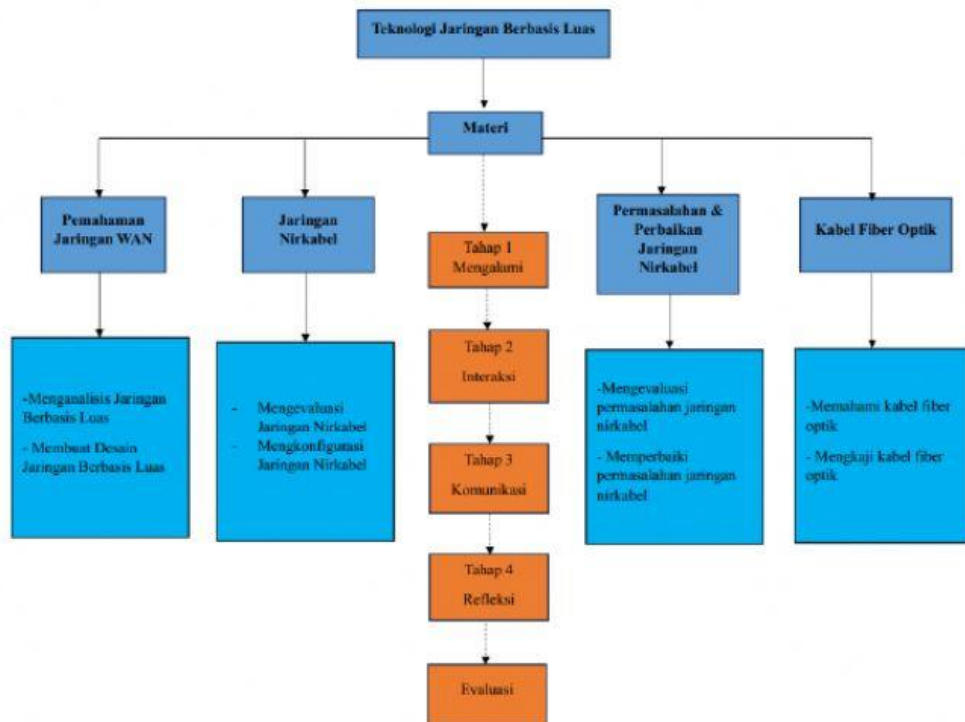 Teknologi Jaringan Berbasis Luas
Materi
Pemahaman
Jaringan WAN
Jaringan
Nirkabel
Permasalahan &
Perbaikan
Jaringan
Nirkabel
Kabel Fiber Optik
Tahap 1
Mengalami
Tahap 2
Interaksi
Tahap 3
Komunikasi
Tahap 4
Refleksi
Evaluasi
-Menganalisis Jaringan
Berbasis Luas
- Membuat Desain
Jaringan Berbasis Luas
- Mengevaluasi
Jaringan Nirkabel
- Mengkonfigurasi
Jaringan Nirkabel
-Mengevaluasi
permasalahan jaringan
nirkabel
- Memperbaiki
permasalahan jaringan
nirkabel
-Memahami kabel fiber
optik
- Mengkaji kabel fiber
optik